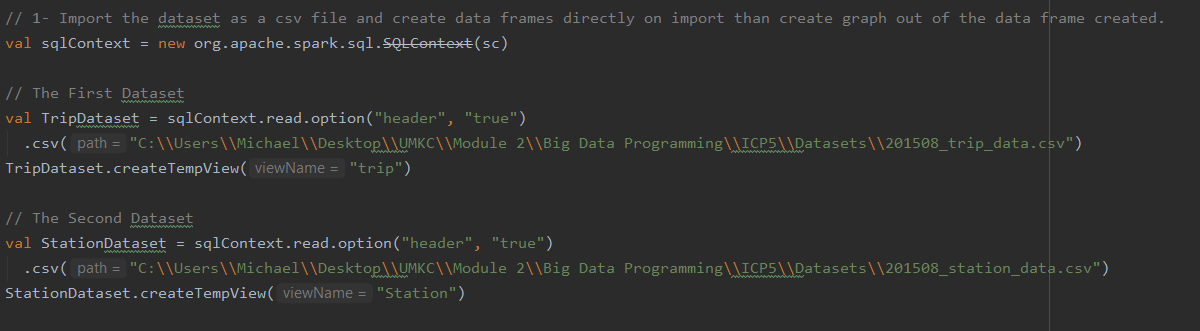 // 1- Import the dataset as a csv file and create data frames directly on import than create graph out of the data frame created.
val sqlContext = new org.apache.spark.sql.SQLContext(sc)
// The First Dataset
val TripDataset = sqlContext.read.option("header", "true")
.csv( path = "C:\\Users\\Michael\\Desktop\\UMKC\\Module 2\\Big Data Programming\\ICP5\\Datasets\\201508_trip_data.csv")
TripDataset.createTempView( viewName = "trip")
// The Second Dataset
val StationDataset = sqlContext.read.option("header", "true")
.csv( path = "C:\\Users\\Michael\\Desktop\\UMKC\\Module 2\\Big Data Programming\\ICP5\\Datasets\\201508_station_data.csv")
StationDataset.createTempView( viewName = "Station")